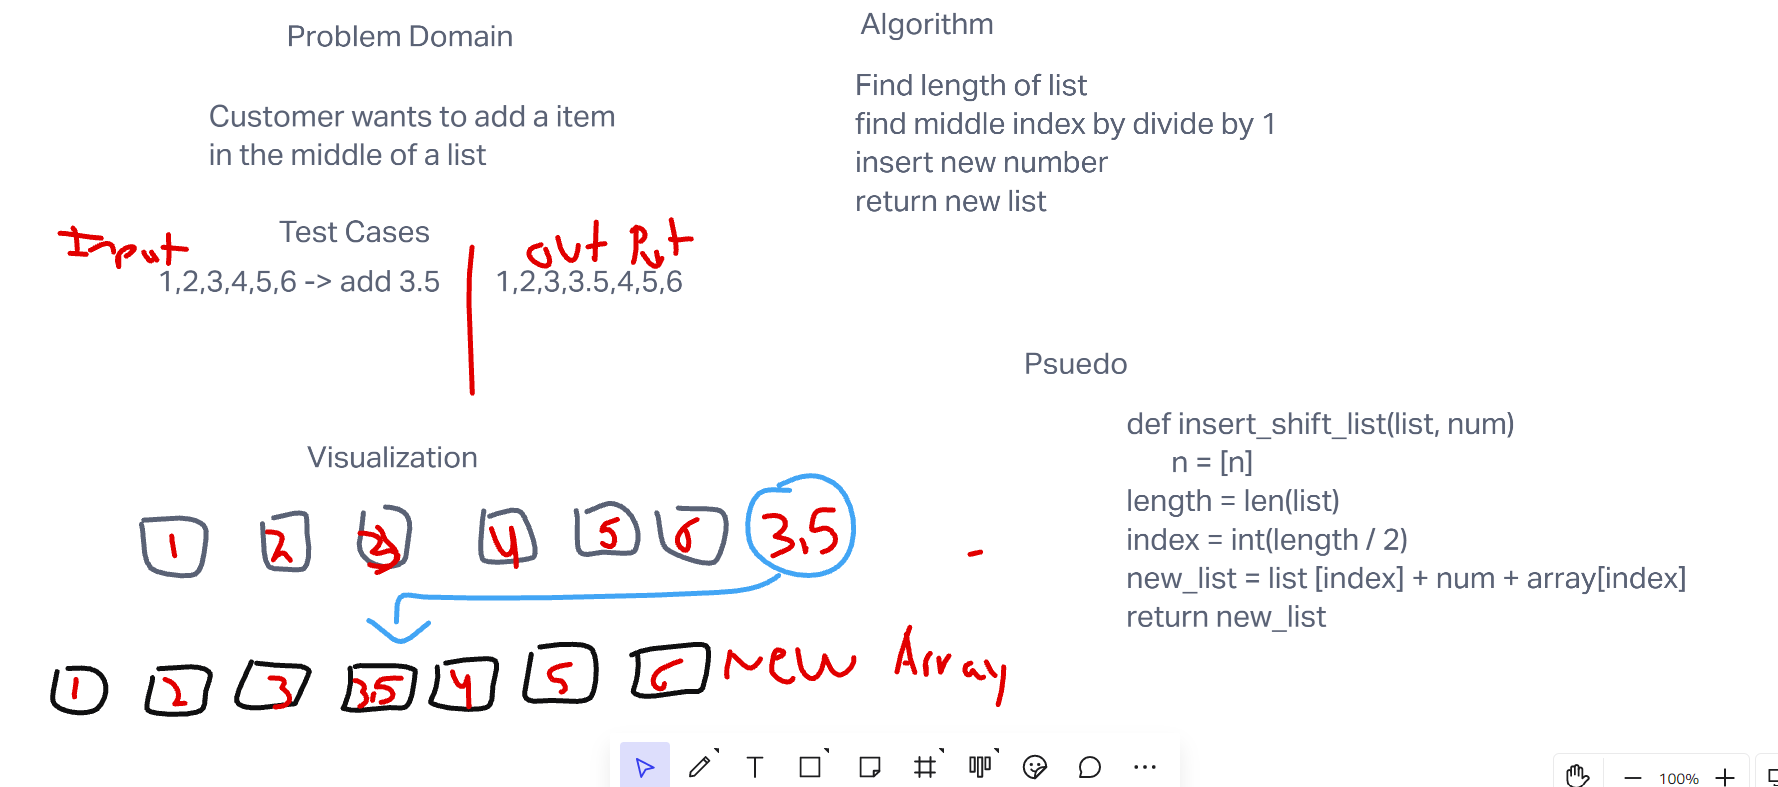 Problem Domain
Customer wants to add a item
in the middle of a list
Input
Test Cases
out Put
1,2,3,4,5,6 -> add 3.5
1,2,3,3.5,4,5,6
Visualization
1 2 3 4 5 6 3.5
1 2 3 3.5 4 5 6 New Array
Algorithm
Find length of list
find middle index by divide by 1
insert new number
return new list
Psuedo
def insert_shift_list(list, num)
n = [n]
length = len(list)
index = int(length / 2)
new_list = list [index] + num + array[index]
return new_list
T
100%